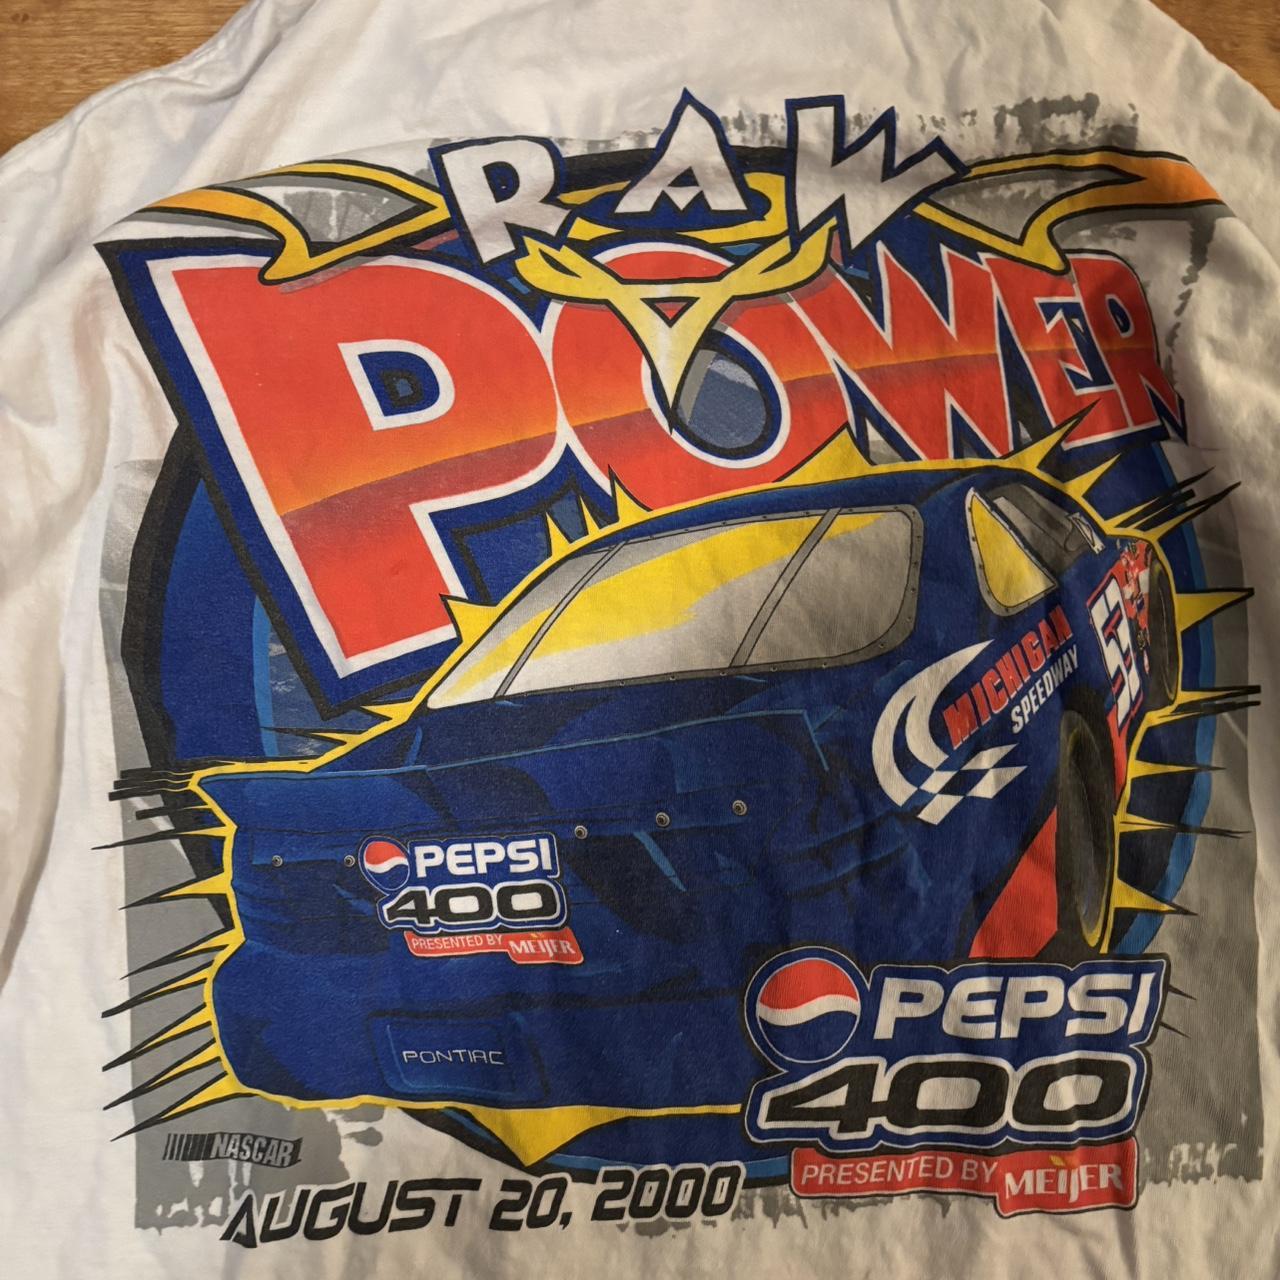 RAW
POWER
MICHIGAN
SPEEDWAY
PEPSI
400
PRESENTED BY MEIJER
PONTIAC
PEPSI
400
PRESENTED BY MEIJER
NASCAR
AUGUST 20, 2000